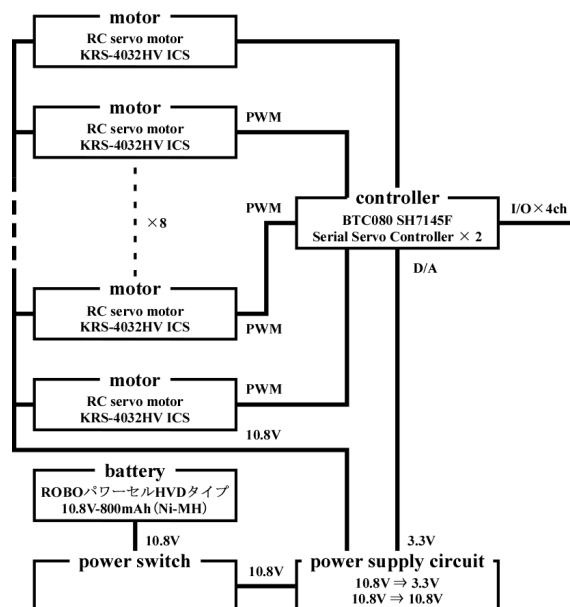 motor
RC servo motor
KRS-4032HV ICS
motor
RC servo motor
KRS-4032HV ICS
PWM
×8
PWM
controller
BTC080 SH7145F
Serial Servo Controller × 2
I/O×4ch
D/A
motor
RC servo motor
KRS-4032HV ICS
PWM
motor
RC servo motor
KRS-4032HV ICS
PWM
10.8V
battery
ROBOパワーセルHVDタイプ
10.8V-800mAh(Ni-MH)
10.8V
3.3V
power switch
10.8V
power supply circuit
10.8V ⇒ 3.3V
10.8V ⇒ 10.8V